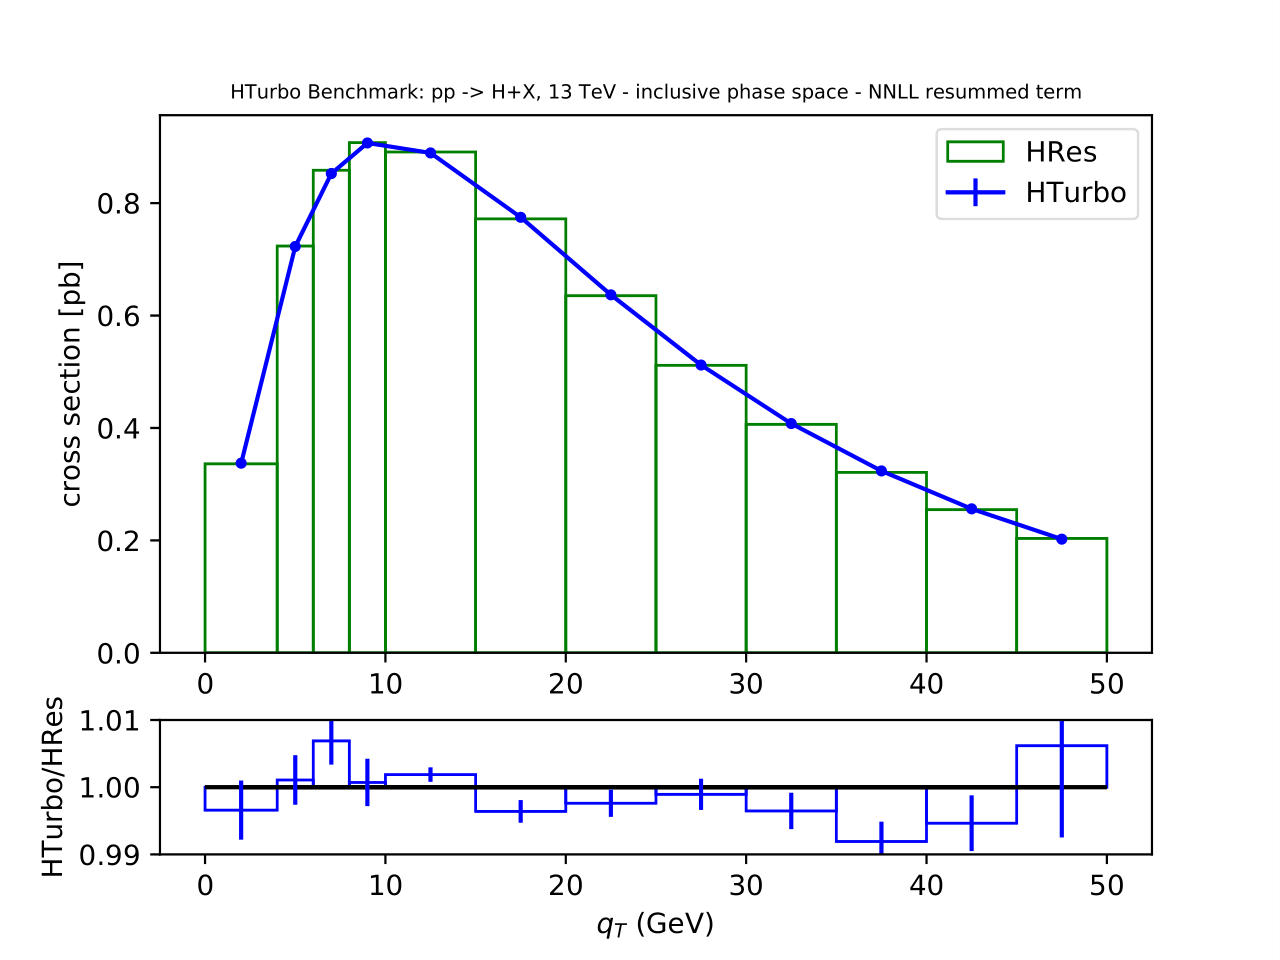 HTurbo Benchmark: pp -> H+X, 13 TeV - inclusive phase space - NNLL resummed term
HRes
HTurbo
cross section [pb]
0.8
0.6
0.4
0.2
0.0
0 10 20 30 40 50
HTurbo/HRes
1.01
1.00
0.99
0 10 20 30 40 50
qT (GeV)